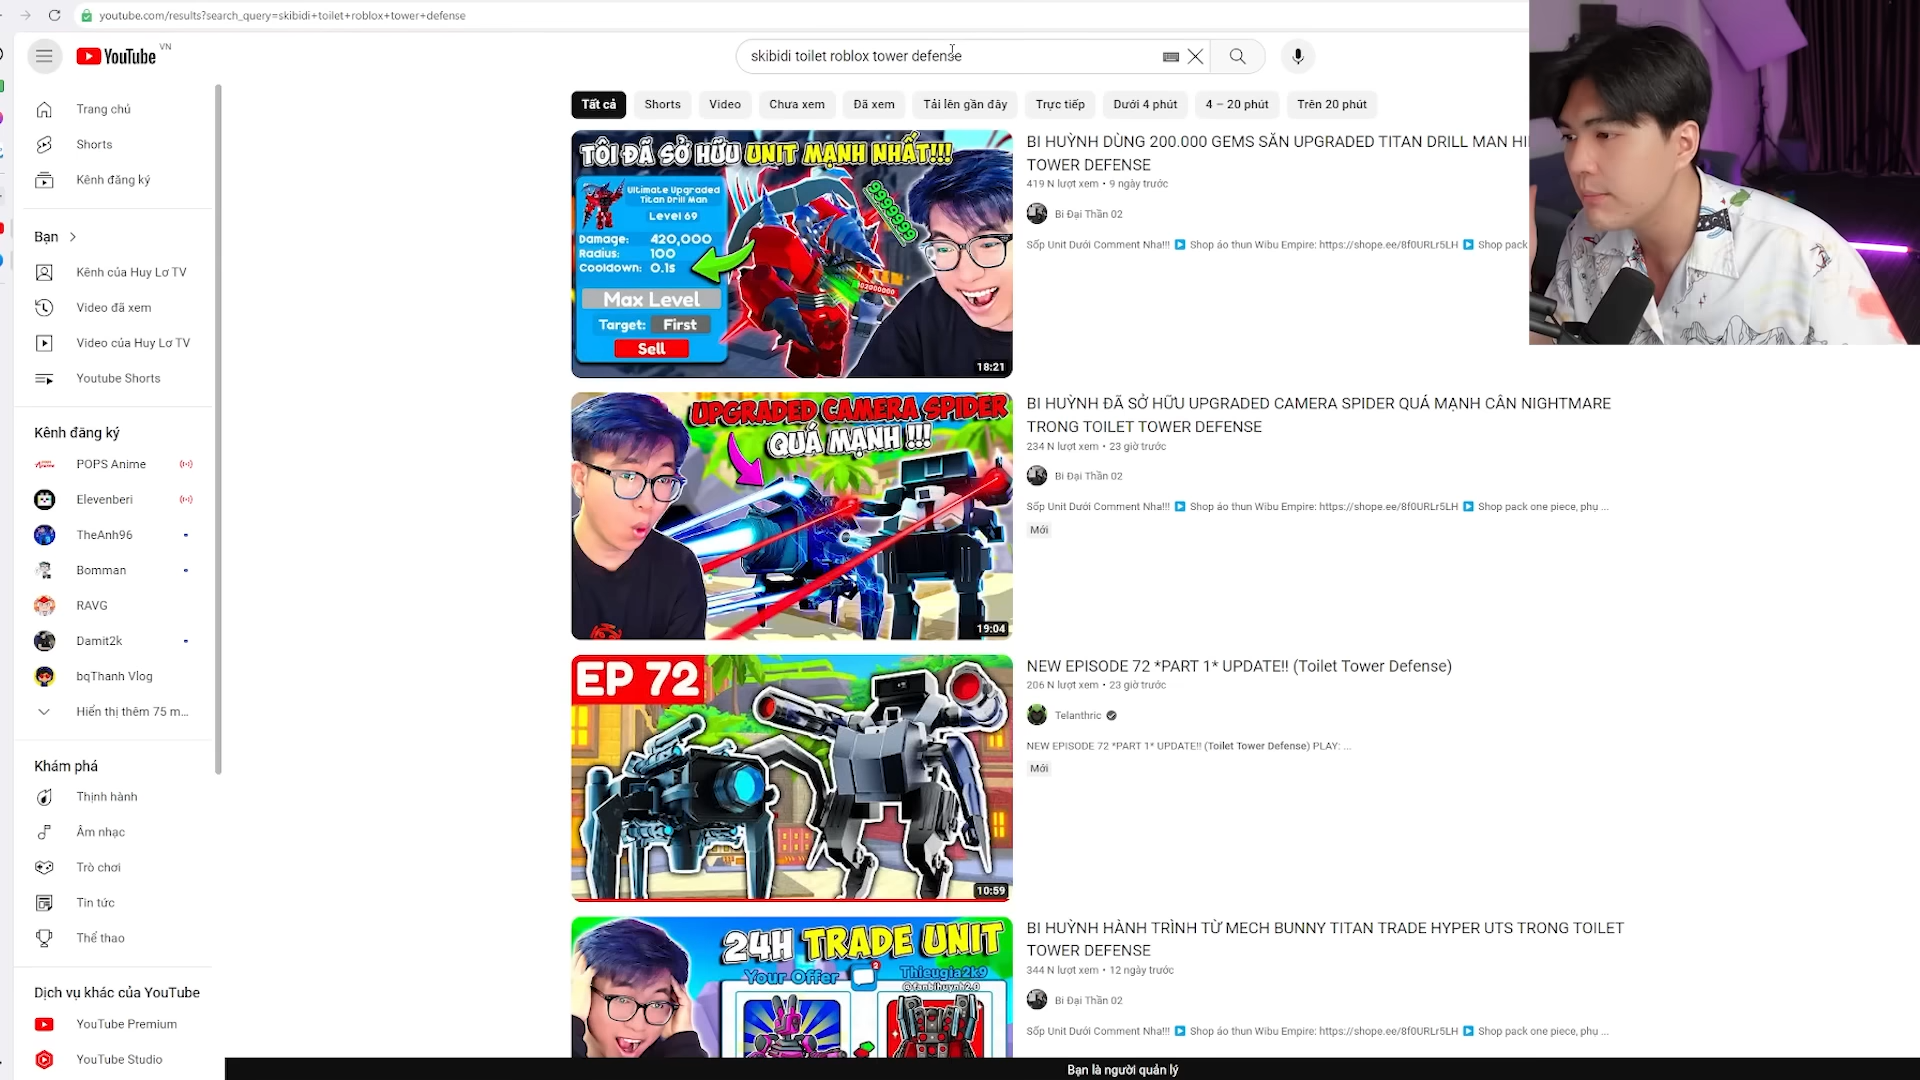 youtube.com/results?search_query=skibidi+toilet+roblox+tower+defense
YouTube VN
skibidi toilet roblox tower defense
Tất cả
Shorts
Video
Chưa xem
Đã xem
Tải lên gần đây
Trực tiếp
Dưới 4 phút
4 – 20 phút
Trên 20 phút
Trang chủ
Shorts
Kênh đăng ký
Bạn
Kênh của Huy Lơ TV
Video đã xem
Video của Huy Lơ TV
Youtube Shorts
Kênh đăng ký
POPS Anime
Elevenberi
TheAnh96
Bomman
RAVG
Damit2k
bqThanh Vlog
Hiển thị thêm 75 m...
Khám phá
Thịnh hành
Âm nhạc
Trò chơi
Tin tức
Thể thao
Dịch vụ khác của YouTube
YouTube Premium
YouTube Studio
TÔI ĐÃ SỞ HỮU UNIT MẠNH NHẤT!!!
Ultimate Upgraded
Titan Drill Man
Level 69
Damage: 420,000
Radius: 100
Cooldown: 0.1s
Max Level
Target: First
Sell
18:21
BI HUỲNH DÙNG 200.000 GEMS SĂN UPGRADED TITAN DRILL MAN
TOWER DEFENSE
419 N lượt xem • 9 ngày trước
Bi Đại Thần 02
Sốp Unit Dưới Comment Nha!!! Shop áo thun Wibu Empire: https://shope.ee/8f0URLr5LH Shop pack
UPGRADED CAMERA SPIDER
QUÁ MẠNH !!!
19:04
BI HUỲNH ĐÃ SỞ HỮU UPGRADED CAMERA SPIDER QUÁ MẠNH CÂN NIGHTMARE
TRONG TOILET TOWER DEFENSE
234 N lượt xem • 23 giờ trước
Bi Đại Thần 02
Sốp Unit Dưới Comment Nha!!! Shop áo thun Wibu Empire: https://shope.ee/8f0URLr5LH Shop pack one piece, phụ ...
Mới
EP 72
10:59
NEW EPISODE 72 *PART 1* UPDATE!! (Toilet Tower Defense)
206 N lượt xem • 23 giờ trước
Telanthric
NEW EPISODE 72 *PART 1* UPDATE!! (Toilet Tower Defense) PLAY: ...
Mới
24H TRADE UNIT
Your Offer
2
Thieugia2k9
@fanbihuynh2.0
BI HUỲNH HÀNH TRÌNH TỪ MECH BUNNY TITAN TRADE HYPER UTS TRONG TOILET
TOWER DEFENSE
344 N lượt xem • 12 ngày trước
Bi Đại Thần 02
Sốp Unit Dưới Comment Nha!!! Shop áo thun Wibu Empire: https://shope.ee/8f0URLr5LH Shop pack one piece, phụ ...
Bạn là người quản lý